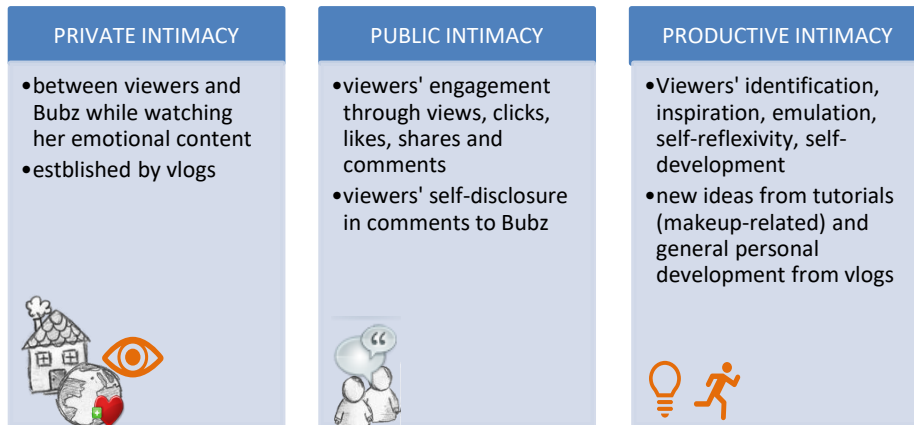 PRIVATE INTIMACY
•between viewers and
Bubz while watching
her emotional content
•estblished by vlogs
PUBLIC INTIMACY
•viewers' engagement
through views, clicks,
likes, shares and
comments
•viewers' self-disclosure
in comments to Bubz
PRODUCTIVE INTIMACY
•Viewers' identification,
inspiration, emulation,
self-reflexivity, self-
development
•new ideas from tutorials
(makeup-related) and
general personal
development from vlogs